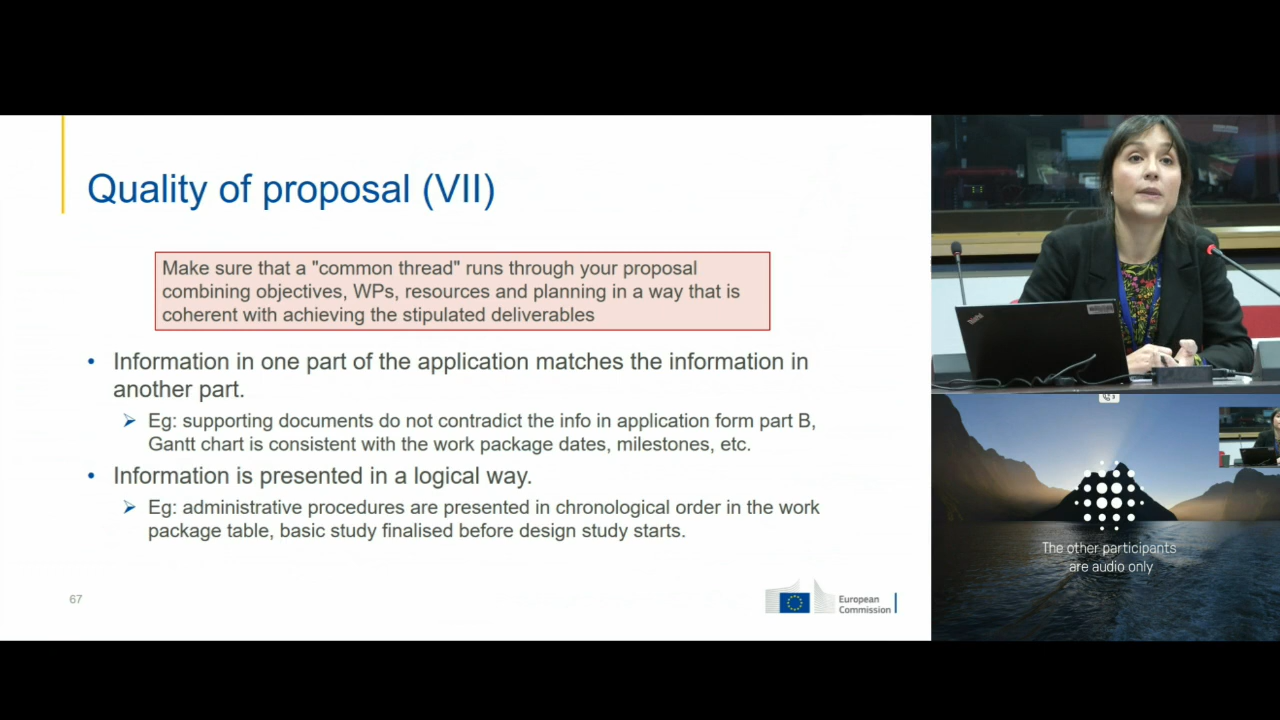 Quality of proposal (VII)
Make sure that a "common thread" runs through your proposal
combining objectives, WPs, resources and planning in a way that is
coherent with achieving the stipulated deliverables
• Information in one part of the application matches the information in
another part.
➤ Eg: supporting documents do not contradict the info in application form part B,
Gantt chart is consistent with the work package dates, milestones, etc.
• Information is presented in a logical way.
➤ Eg: administrative procedures are presented in chronological order in the work
package table, basic study finalised before design study starts.
67
European
Commission
ThinkPad
The other participants
are audio only